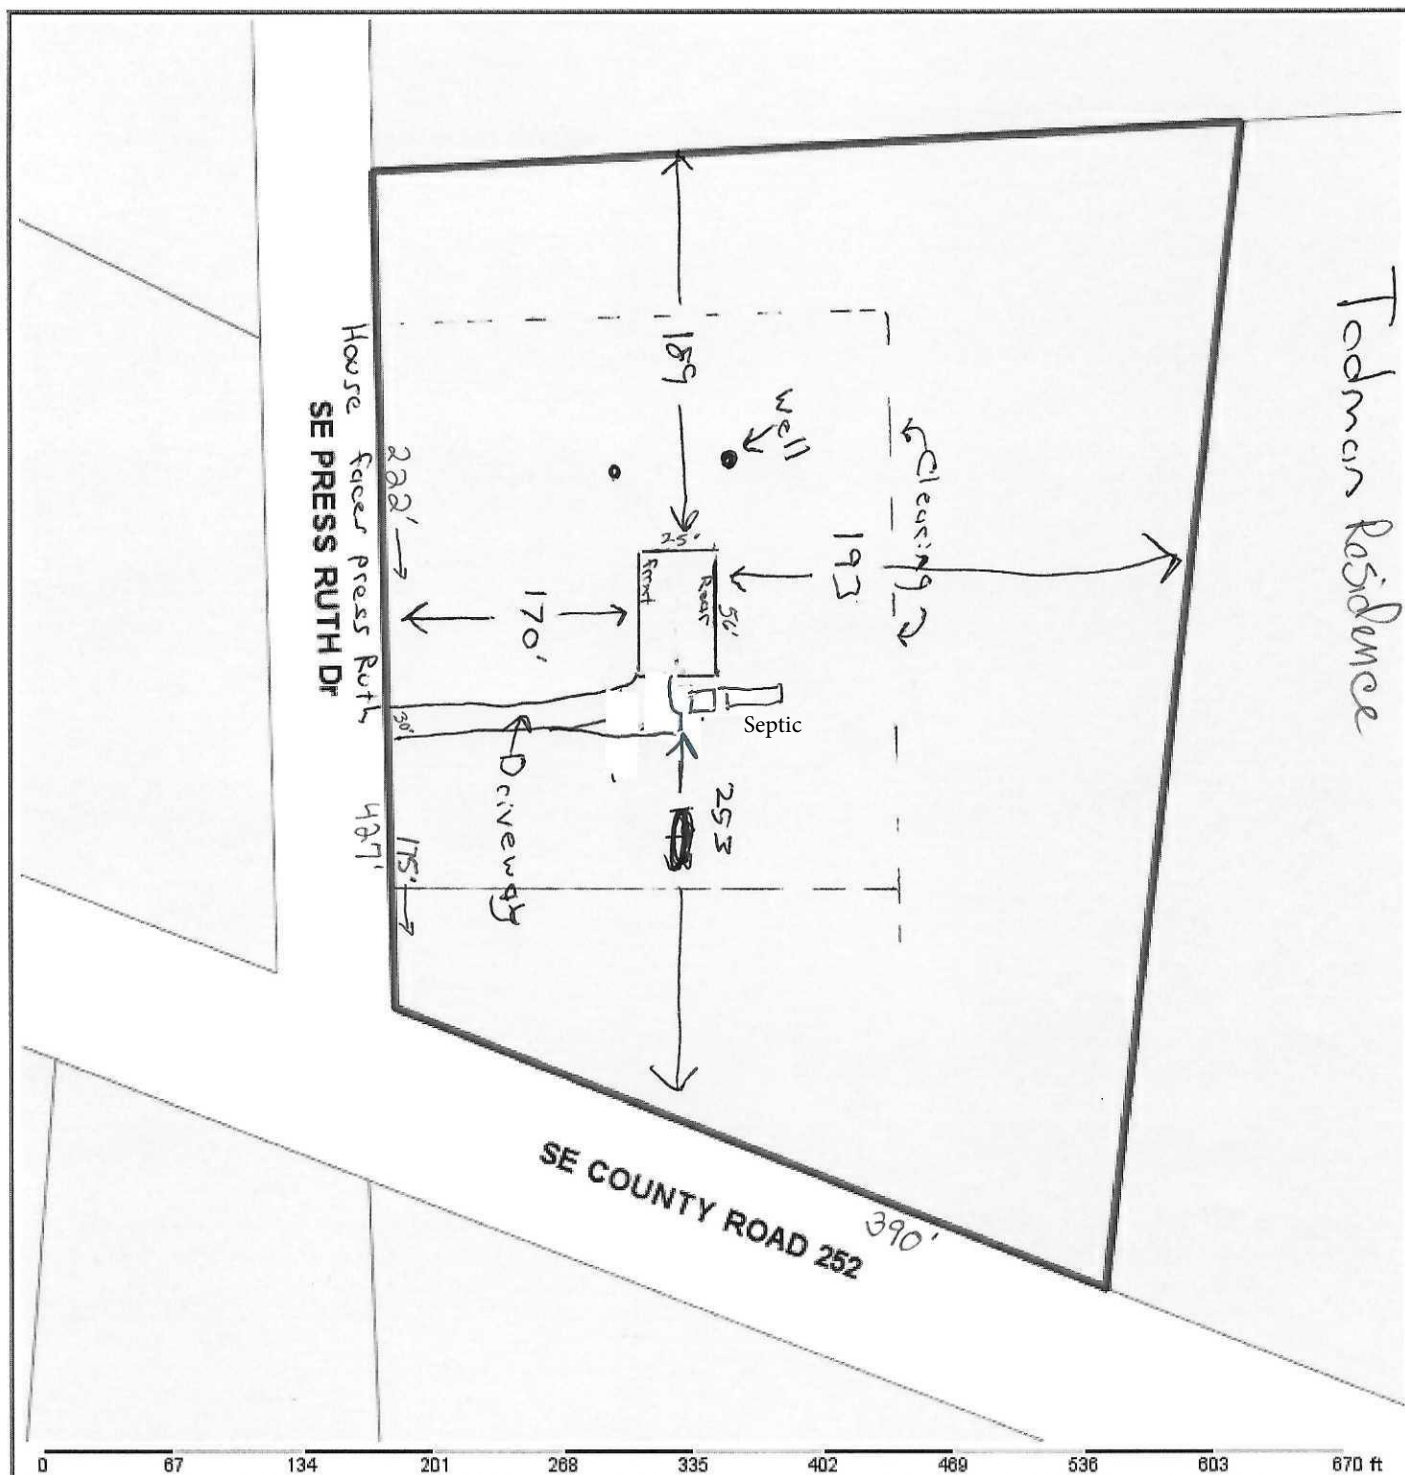 Todman Residence
189
well
Clearing
25'
Front
Rear
56'
193
House faces press Ruth
SE PRESS RUTH Dr
222'
170'
30'
Septic
Driveway
253
427'
175'
SE COUNTY ROAD 252
390'
0 67 134 201 268 335 402 469 536 603 670 ft